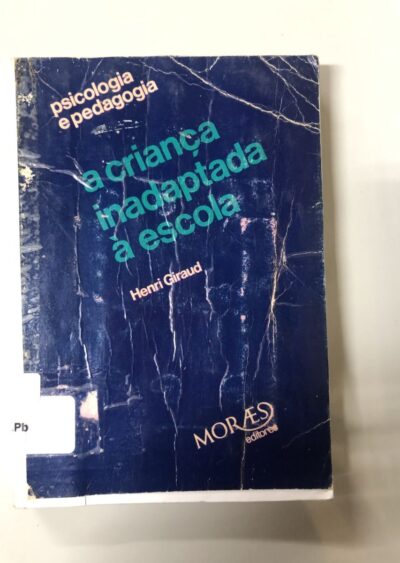 psicologia
e pedagogia
a criança
inadaptada
à escola
Henri Giraud
MORÆS
editores
Pb